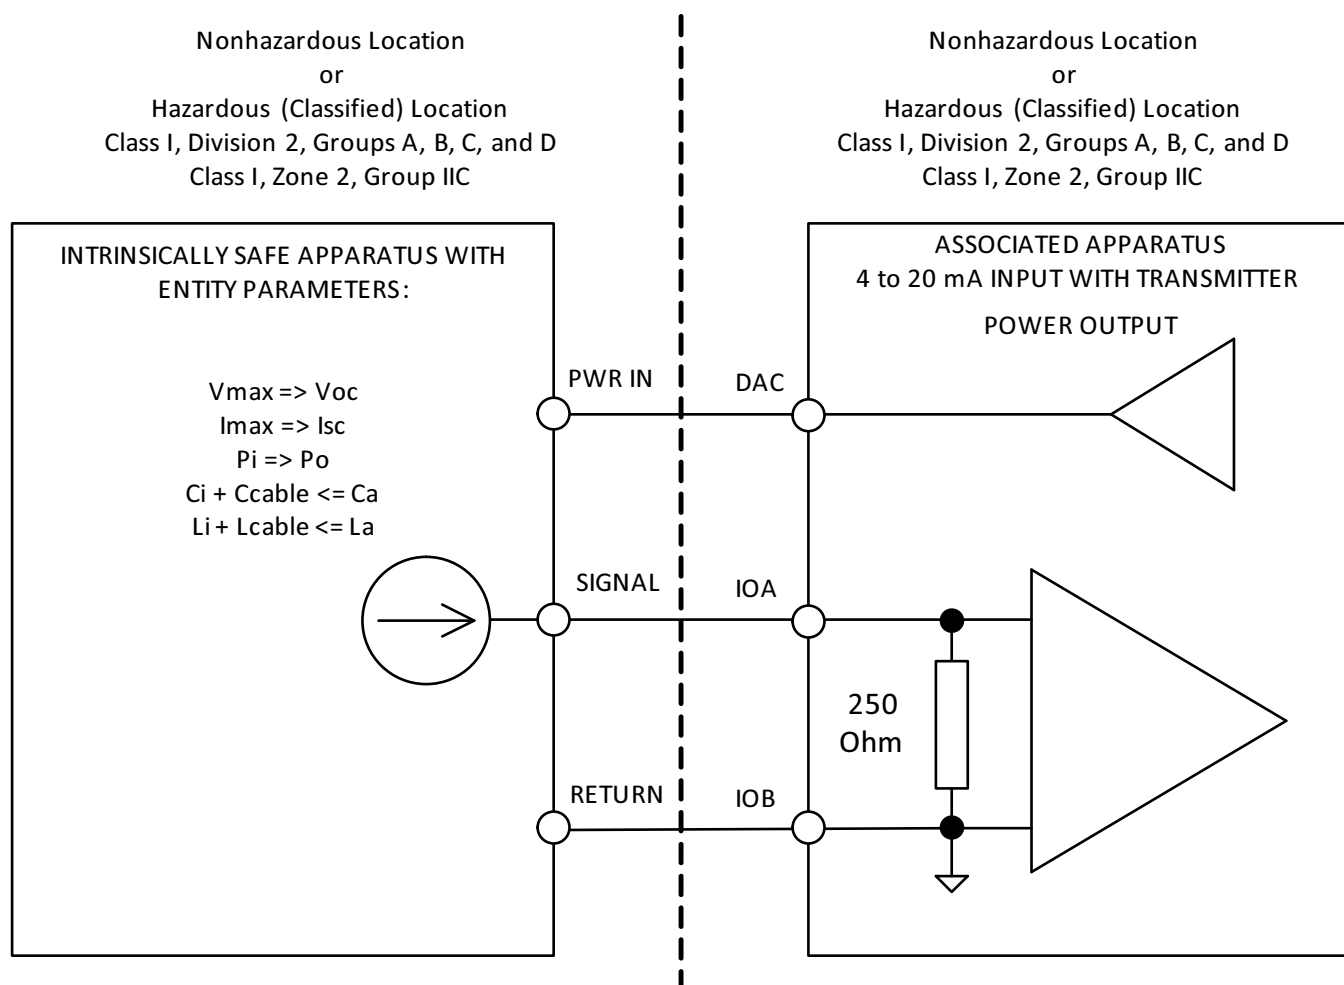 Nonhazardous Location
or
Hazardous (Classified) Location
Class I, Division 2, Groups A, B, C, and D
Class I, Zone 2, Group IIC
Nonhazardous Location
or
Hazardous (Classified) Location
Class I, Division 2, Groups A, B, C, and D
Class I, Zone 2, Group IIC
INTRINSICALLY SAFE APPARATUS WITH
ENTITY PARAMETERS:
Vmax => Voc
Imax => Isc
Pi => Po
Ci + Ccable <= Ca
Li + Lcable <= La
ASSOCIATED APPARATUS
4 to 20 mA INPUT WITH TRANSMITTER
POWER OUTPUT
PWR IN
DAC
SIGNAL
IOA
250
Ohm
RETURN
IOB